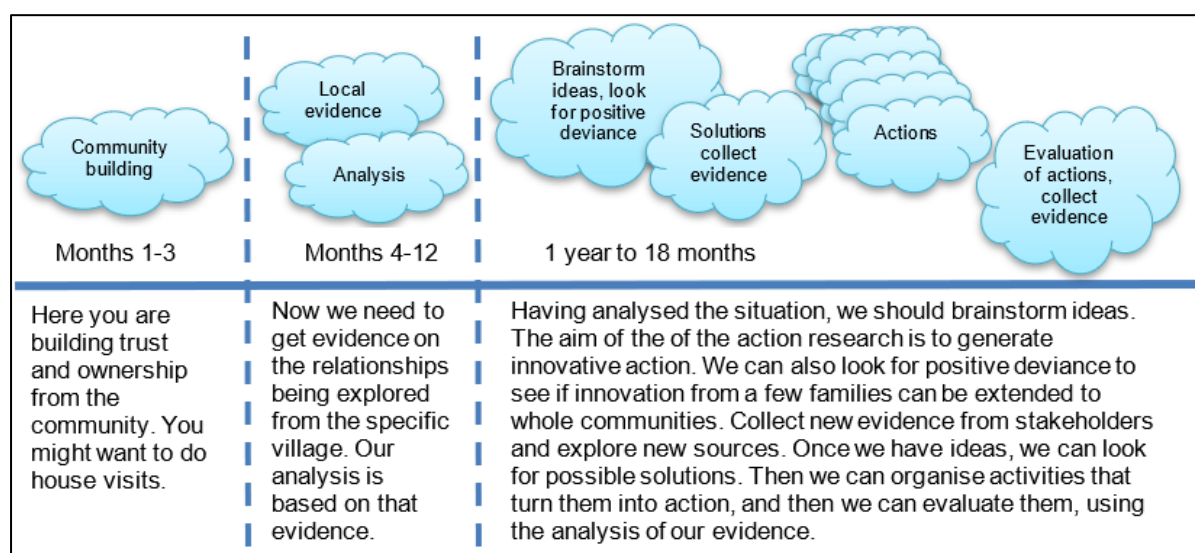 Community
building
Months 1-3
Local
evidence
Analysis
Months 4-12
Brainstorm
ideas, look
for positive
deviance
Solutions
collect
evidence
Actions
Evaluation
of actions,
collect
evidence
1 year to 18 months
Here you are
building trust
and ownership
from the
community. You
might want to do
house visits.
Now we need to
get evidence on
the relationships
being explored
from the specific
village. Our
analysis is
based on that
evidence.
Having analysed the situation, we should brainstorm ideas.
The aim of the of the action research is to generate
innovative action. We can also look for positive deviance to
see if innovation from a few families can be extended to
whole communities. Collect new evidence from stakeholders
and explore new sources. Once we have ideas, we can look
for possible solutions. Then we can organise activities that
turn them into action, and then we can evaluate them, using
the analysis of our evidence.